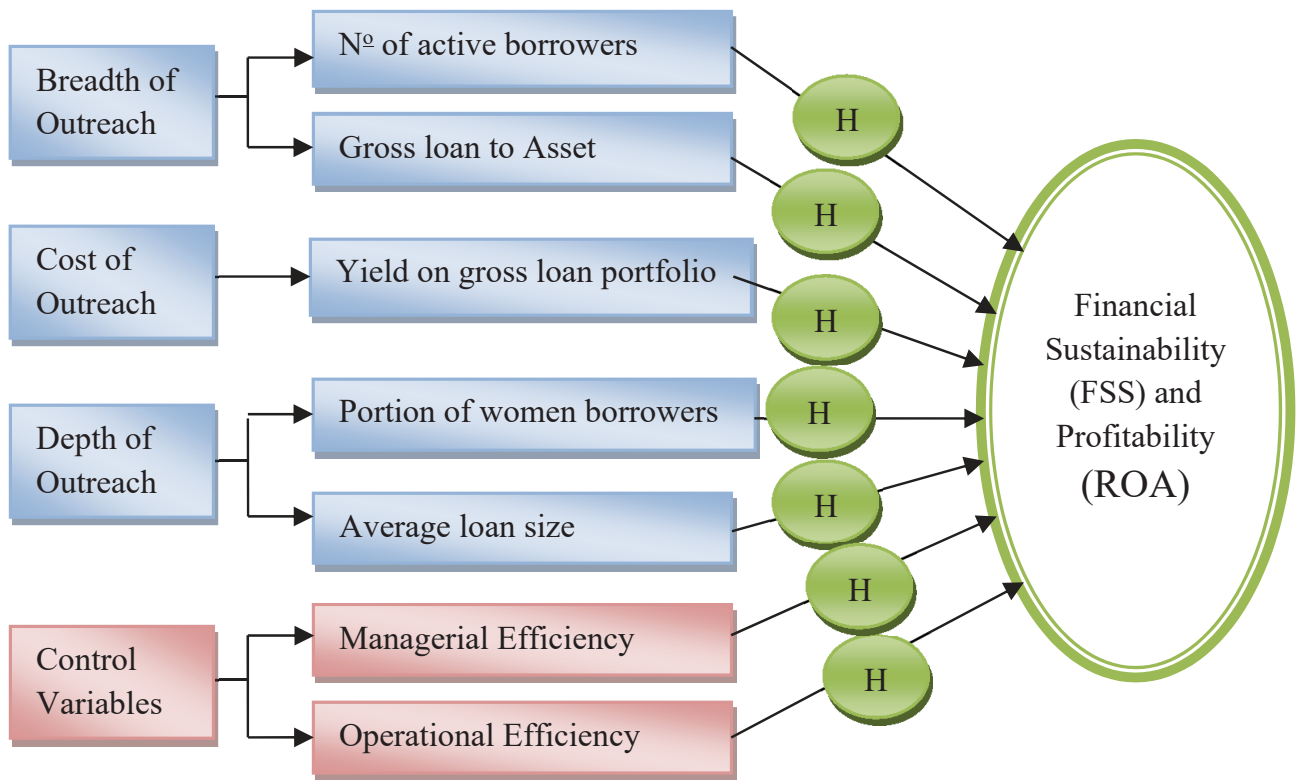 Breadth of
Outreach
Nº of active borrowers
Gross loan to Asset
Cost of
Outreach
Yield on gross loan portfolio
Depth of
Outreach
Portion of women borrowers
Average loan size
Control
Variables
Managerial Efficiency
Operational Efficiency
H
H
H
H
H
H
H
Financial
Sustainability
(FSS) and
Profitability
(ROA)